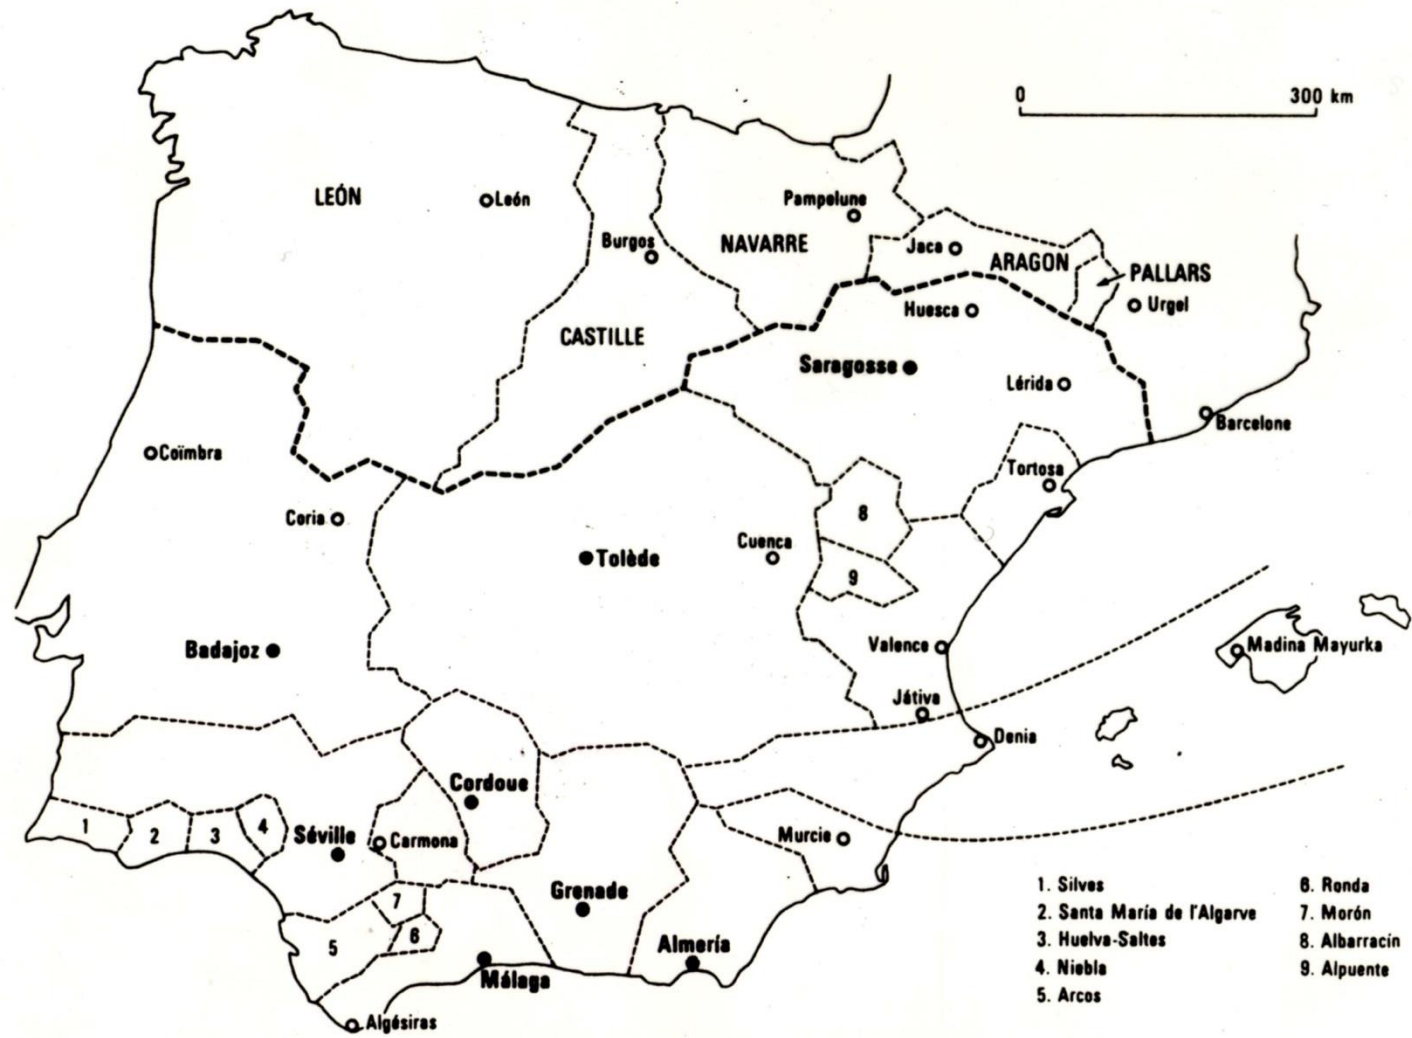 0 300 km
LEÓN
León
Pampelune
Burgos
NAVARRE
Jaca
ARAGON
PALLARS
Urgel
Huesca
CASTILLE
Saragosse
Lérida
Barcelone
Coïmbra
Tortosa
Coria
8
Cuenca
Tolède
9
Valence
Madina Mayurka
Badajoz
Játiva
Denia
Cordoue
1
2
3
4
Séville
Carmona
Murcie
Grenade
7
6
5
Almería
Málaga
Algésiras
1. Silves
2. Santa María de l'Algarve
3. Huelva-Saltes
4. Niebla
5. Arcos
6. Ronda
7. Morón
8. Albarracín
9. Alpuente